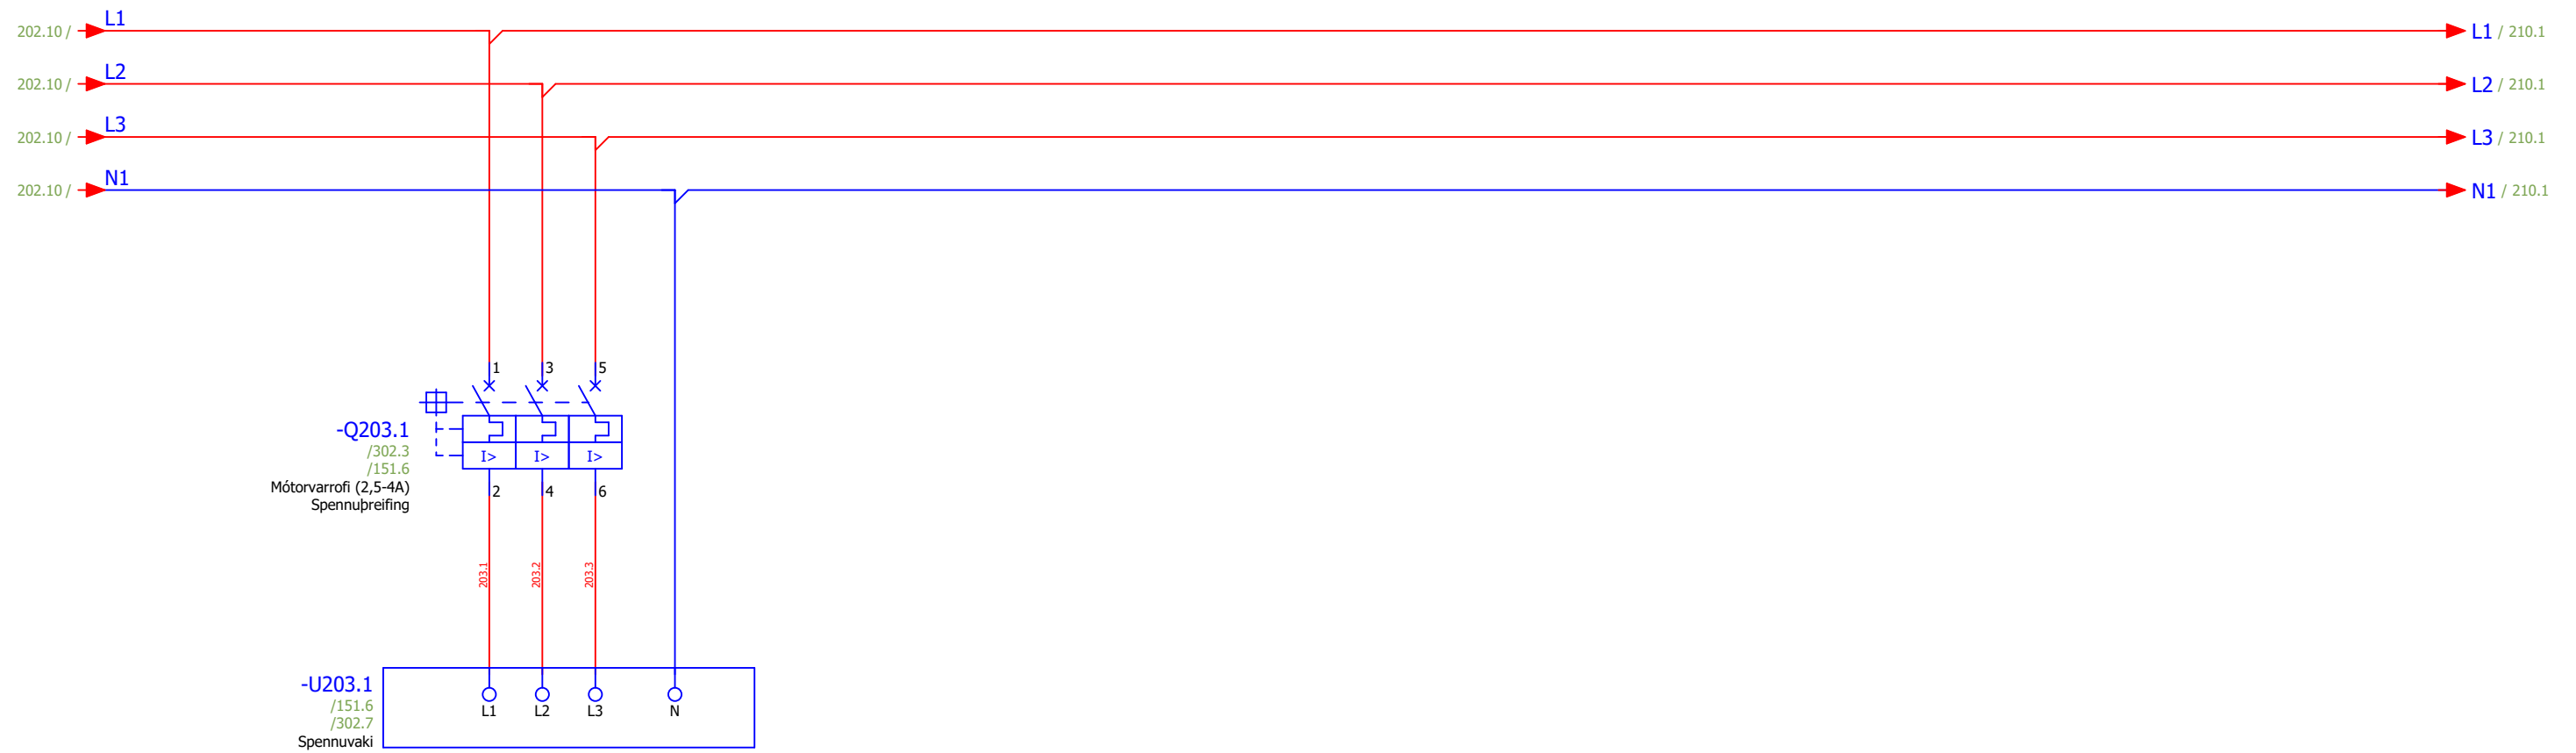 L1
202.10 /
L1 / 210.1
L2
202.10 /
L2 / 210.1
L3
202.10 /
L3 / 210.1
N1
202.10 /
N1 / 210.1
1 3 5
-Q203.1
/302.3
/151.6
Mótorvarrofi (2,5-4A)
Spennuþreifing
I> I> I>
2 4 6
203.1 203.2 203.3
-U203.1
/151.6
/302.7
Spennuvaki
L1 L2 L3 N